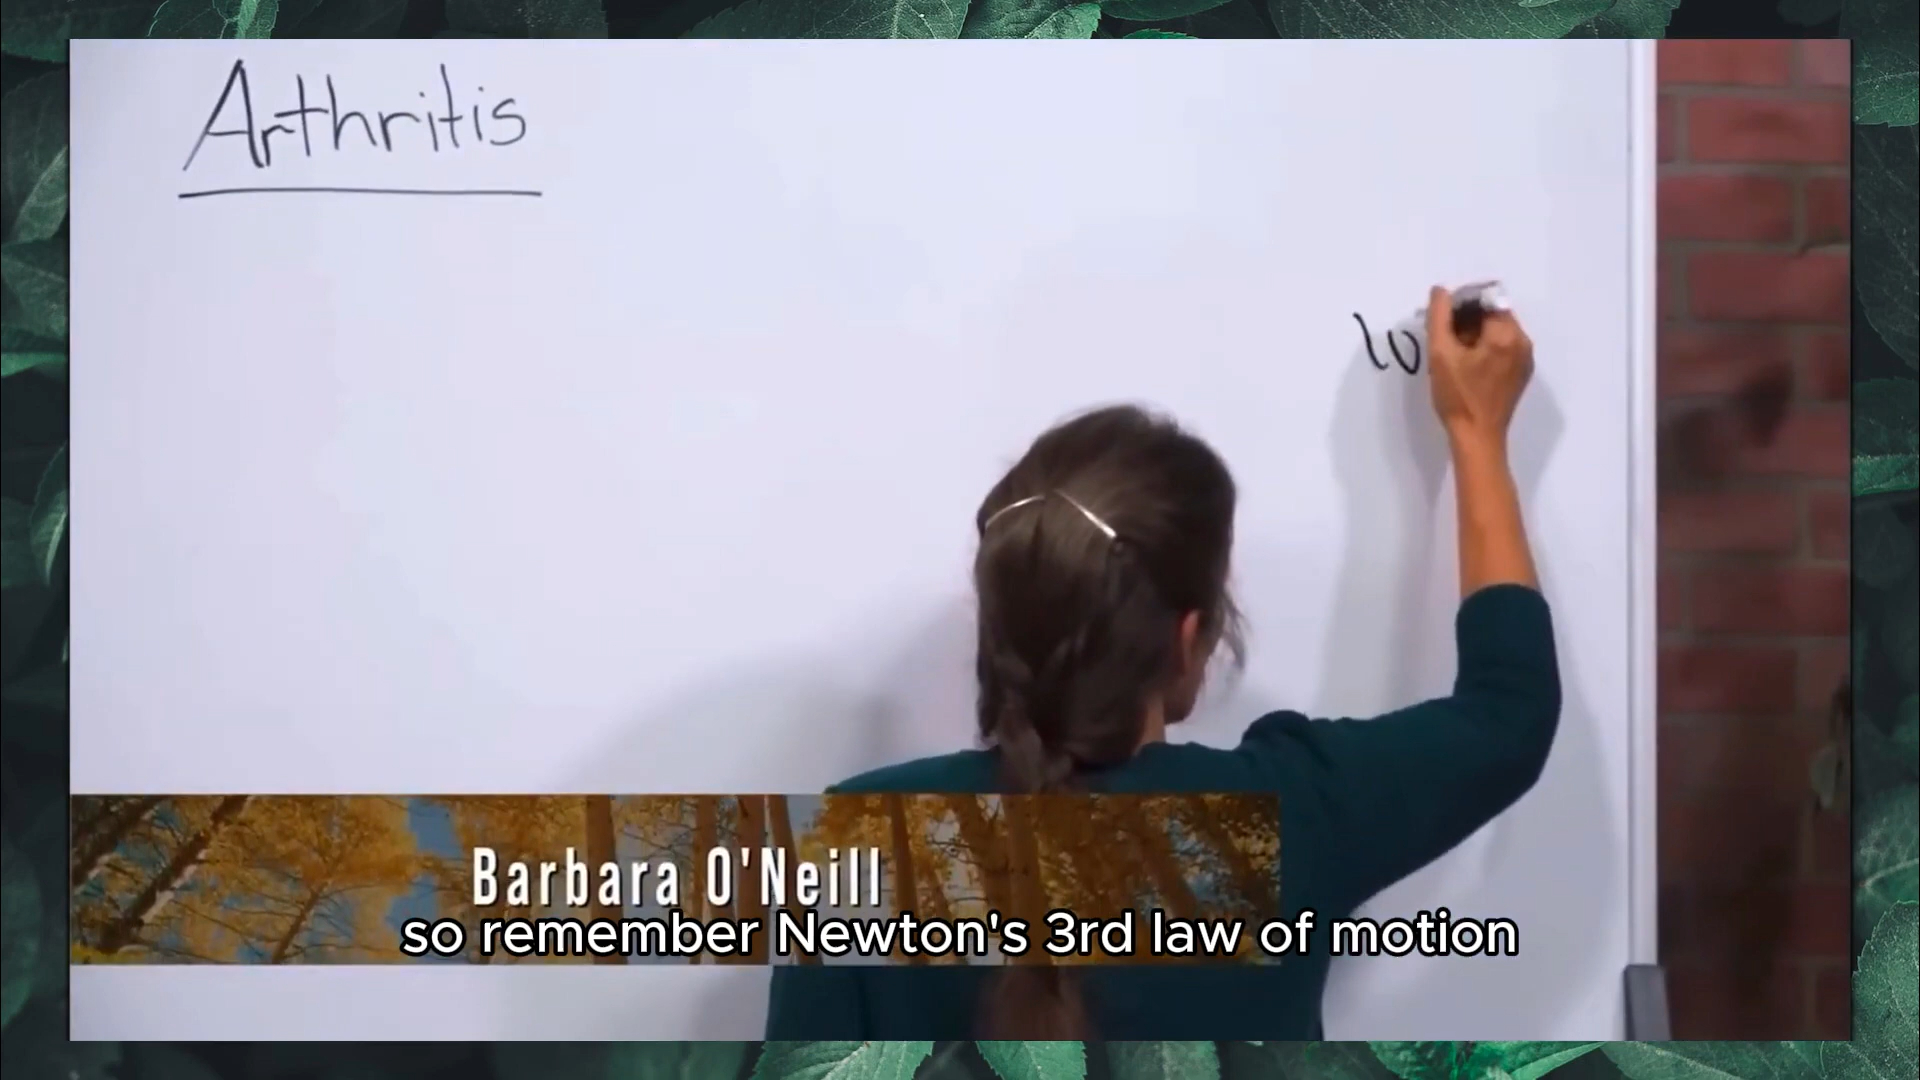 Arthritis
Barbara O'Neill
so remember Newton's 3rd law of motion